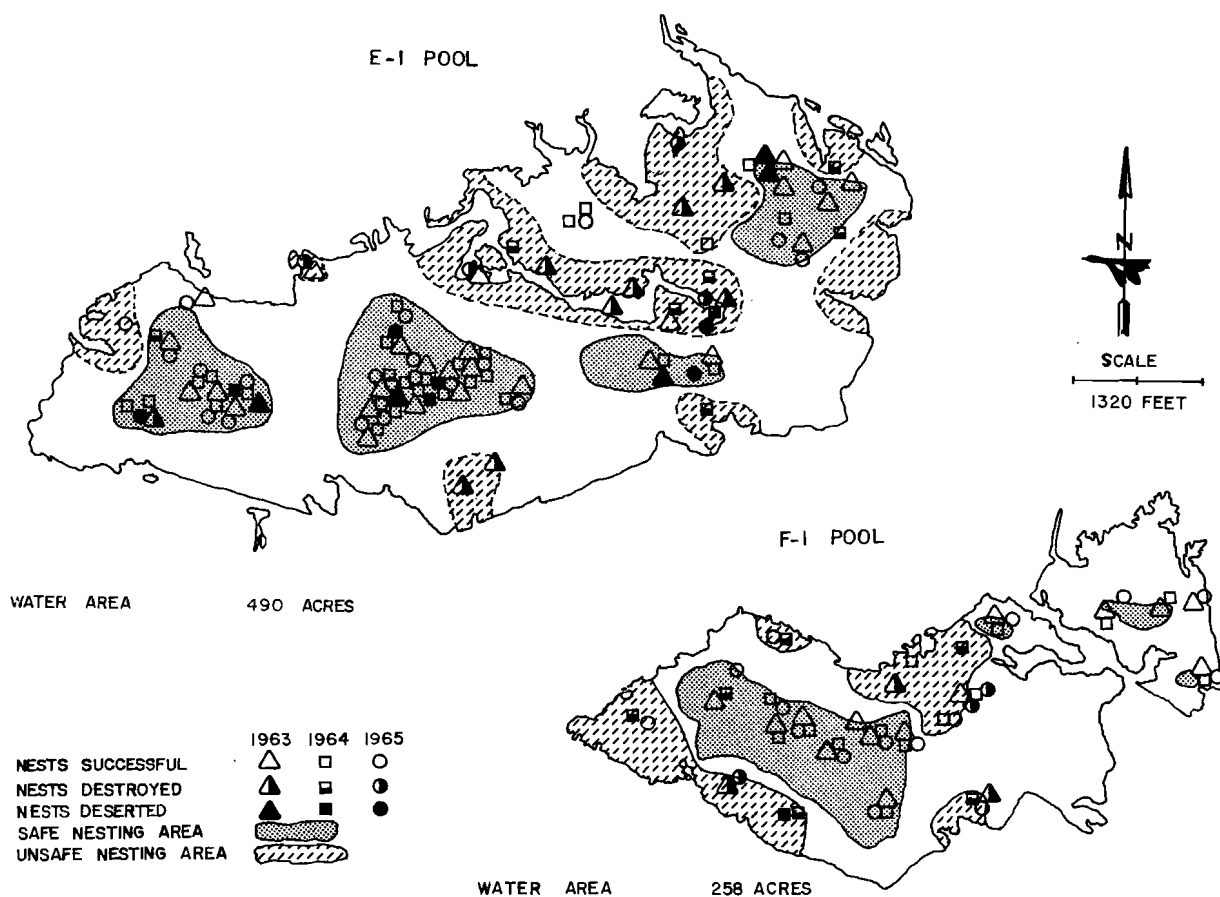 E-1 POOL
N
SCALE
1320 FEET
F-1 POOL
WATER AREA 490 ACRES
1963 1964 1965
NESTS SUCCESSFUL
NESTS DESTROYED
NESTS DESERTED
SAFE NESTING AREA
UNSAFE NESTING AREA
WATER AREA 258 ACRES